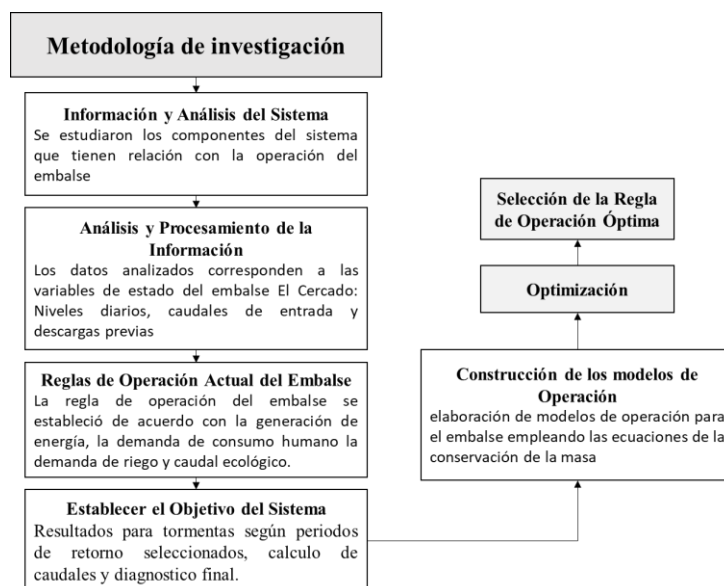 Metodología de investigación
Información y Análisis del Sistema
Se estudiaron los componentes del sistema
que tienen relación con la operación del
embalse
Análisis y Procesamiento de la
Información
Los datos analizados corresponden a las
variables de estado del embalse El Cercado:
Niveles diarios, caudales de entrada y
descargas previas
Reglas de Operación Actual del Embalse
La regla de operación del embalse se
estableció de acuerdo con la generación de
energía, la demanda de consumo humano la
demanda de riego y caudal ecológico.
Establecer el Objetivo del Sistema
Resultados para tormentas según periodos
de retorno seleccionados, calculo de
caudales y diagnostico final.
Construcción de los modelos de
Operación
elaboración de modelos de operación para
el embalse empleando las ecuaciones de la
conservación de la masa
Optimización
Selección de la Regla
de Operación Óptima